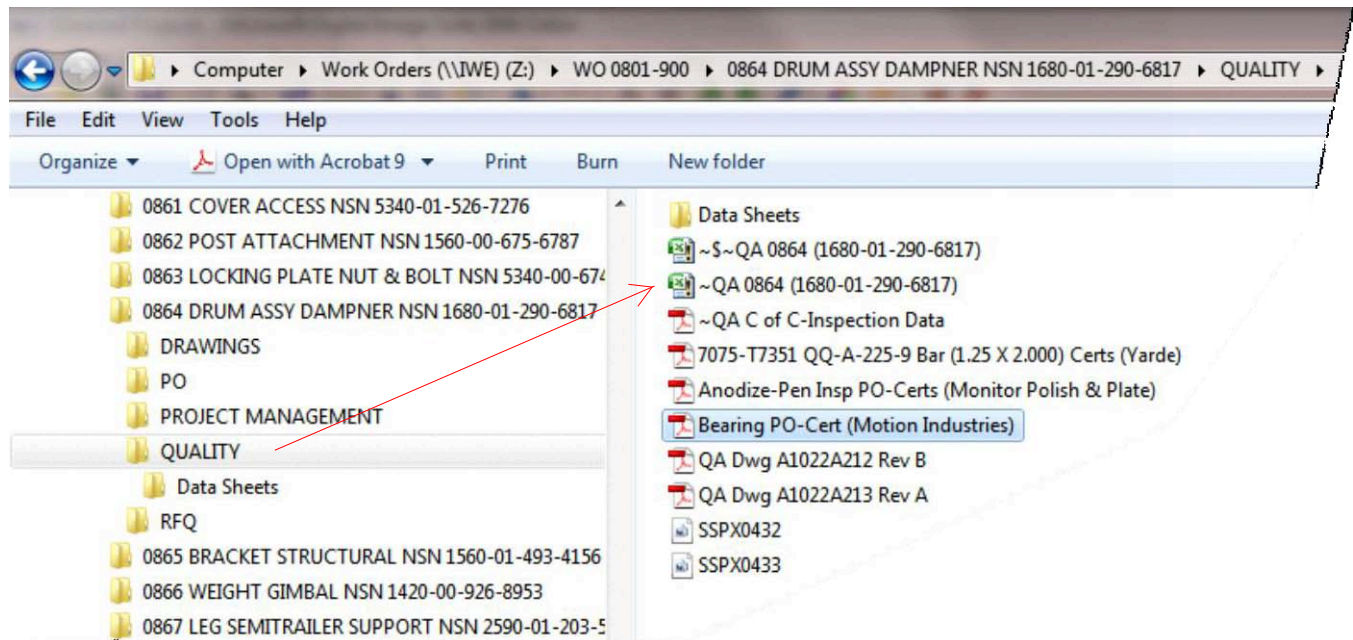 Computer ▸ Work Orders (\\IWE) (Z:) ▸ WO 0801-900 ▸ 0864 DRUM ASSY DAMPNER NSN 1680-01-290-6817 ▸ QUALITY ▸
File Edit View Tools Help
Organize Open with Acrobat 9 Print Burn New folder
0861 COVER ACCESS NSN 5340-01-526-7276
0862 POST ATTACHMENT NSN 1560-00-675-6787
0863 LOCKING PLATE NUT & BOLT NSN 5340-00-674
0864 DRUM ASSY DAMPNER NSN 1680-01-290-6817
DRAWINGS
PO
PROJECT MANAGEMENT
QUALITY
Data Sheets
RFQ
0865 BRACKET STRUCTURAL NSN 1560-01-493-4156
0866 WEIGHT GIMBAL NSN 1420-00-926-8953
0867 LEG SEMITRAILER SUPPORT NSN 2590-01-203-5
Data Sheets
~$~QA 0864 (1680-01-290-6817)
~QA 0864 (1680-01-290-6817)
~QA C of C-Inspection Data
7075-T7351 QQ-A-225-9 Bar (1.25 X 2.000) Certs (Yarde)
Anodize-Pen Insp PO-Certs (Monitor Polish & Plate)
Bearing PO-Cert (Motion Industries)
QA Dwg A1022A212 Rev B
QA Dwg A1022A213 Rev A
SSPX0432
SSPX0433